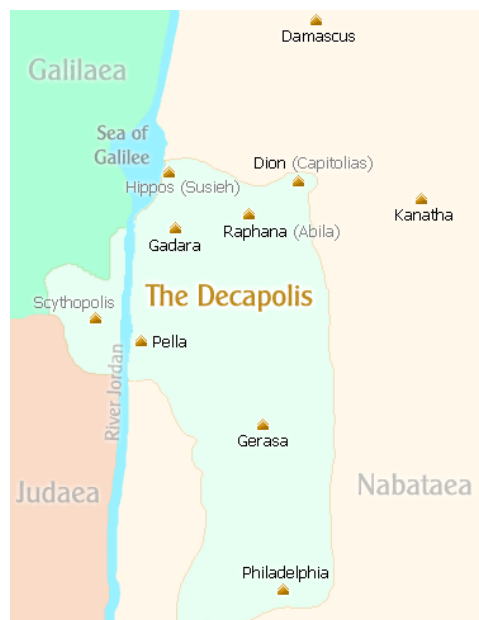 Damascus
Galilaea
Sea of
Galilee
Dion (Capitolias)
Hippos (Susieh)
Kanatha
Raphana (Abila)
Gadara
The Decapolis
Scythopolis
Pella
River Jordan
Gerasa
Judaea
Nabataea
Philadelphia